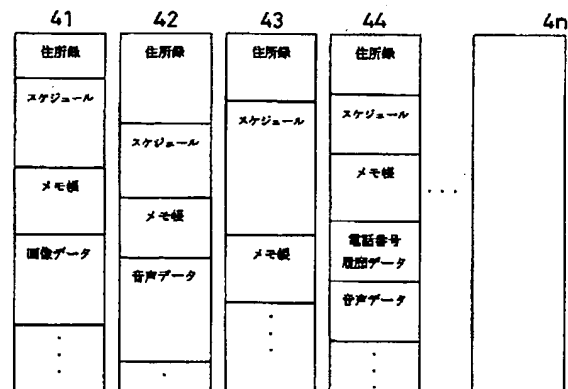 41 42 43 44 4n
住所録 住所録 住所録 住所録
スケジュール スケジュール スケジュール スケジュール
メモ帳 メモ帳 メモ帳 メモ帳
画像データ 音声データ 電話番号
履歴データ
音声データ